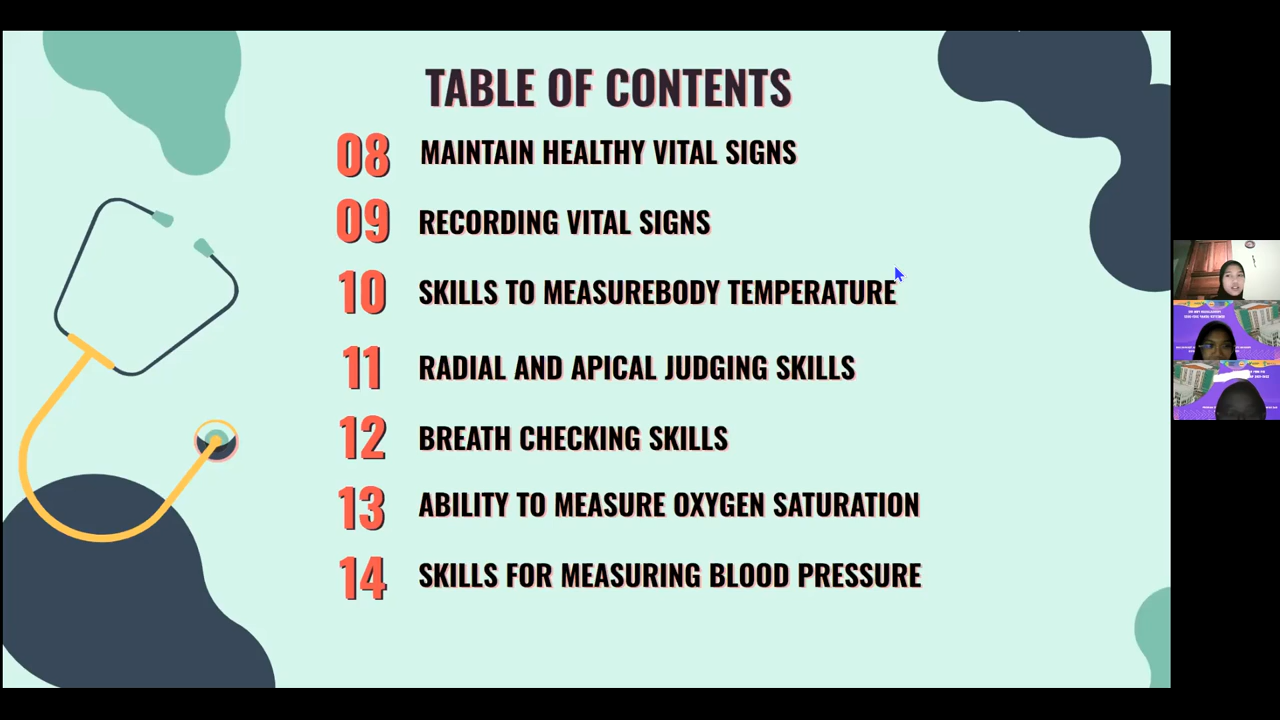 TABLE OF CONTENTS
08 MAINTAIN HEALTHY VITAL SIGNS
09 RECORDING VITAL SIGNS
10 SKILLS TO MEASUREBODY TEMPERATURE
11 RADIAL AND APICAL JUDGING SKILLS
12 BREATH CHECKING SKILLS
13 ABILITY TO MEASURE OXYGEN SATURATION
14 SKILLS FOR MEASURING BLOOD PRESSURE